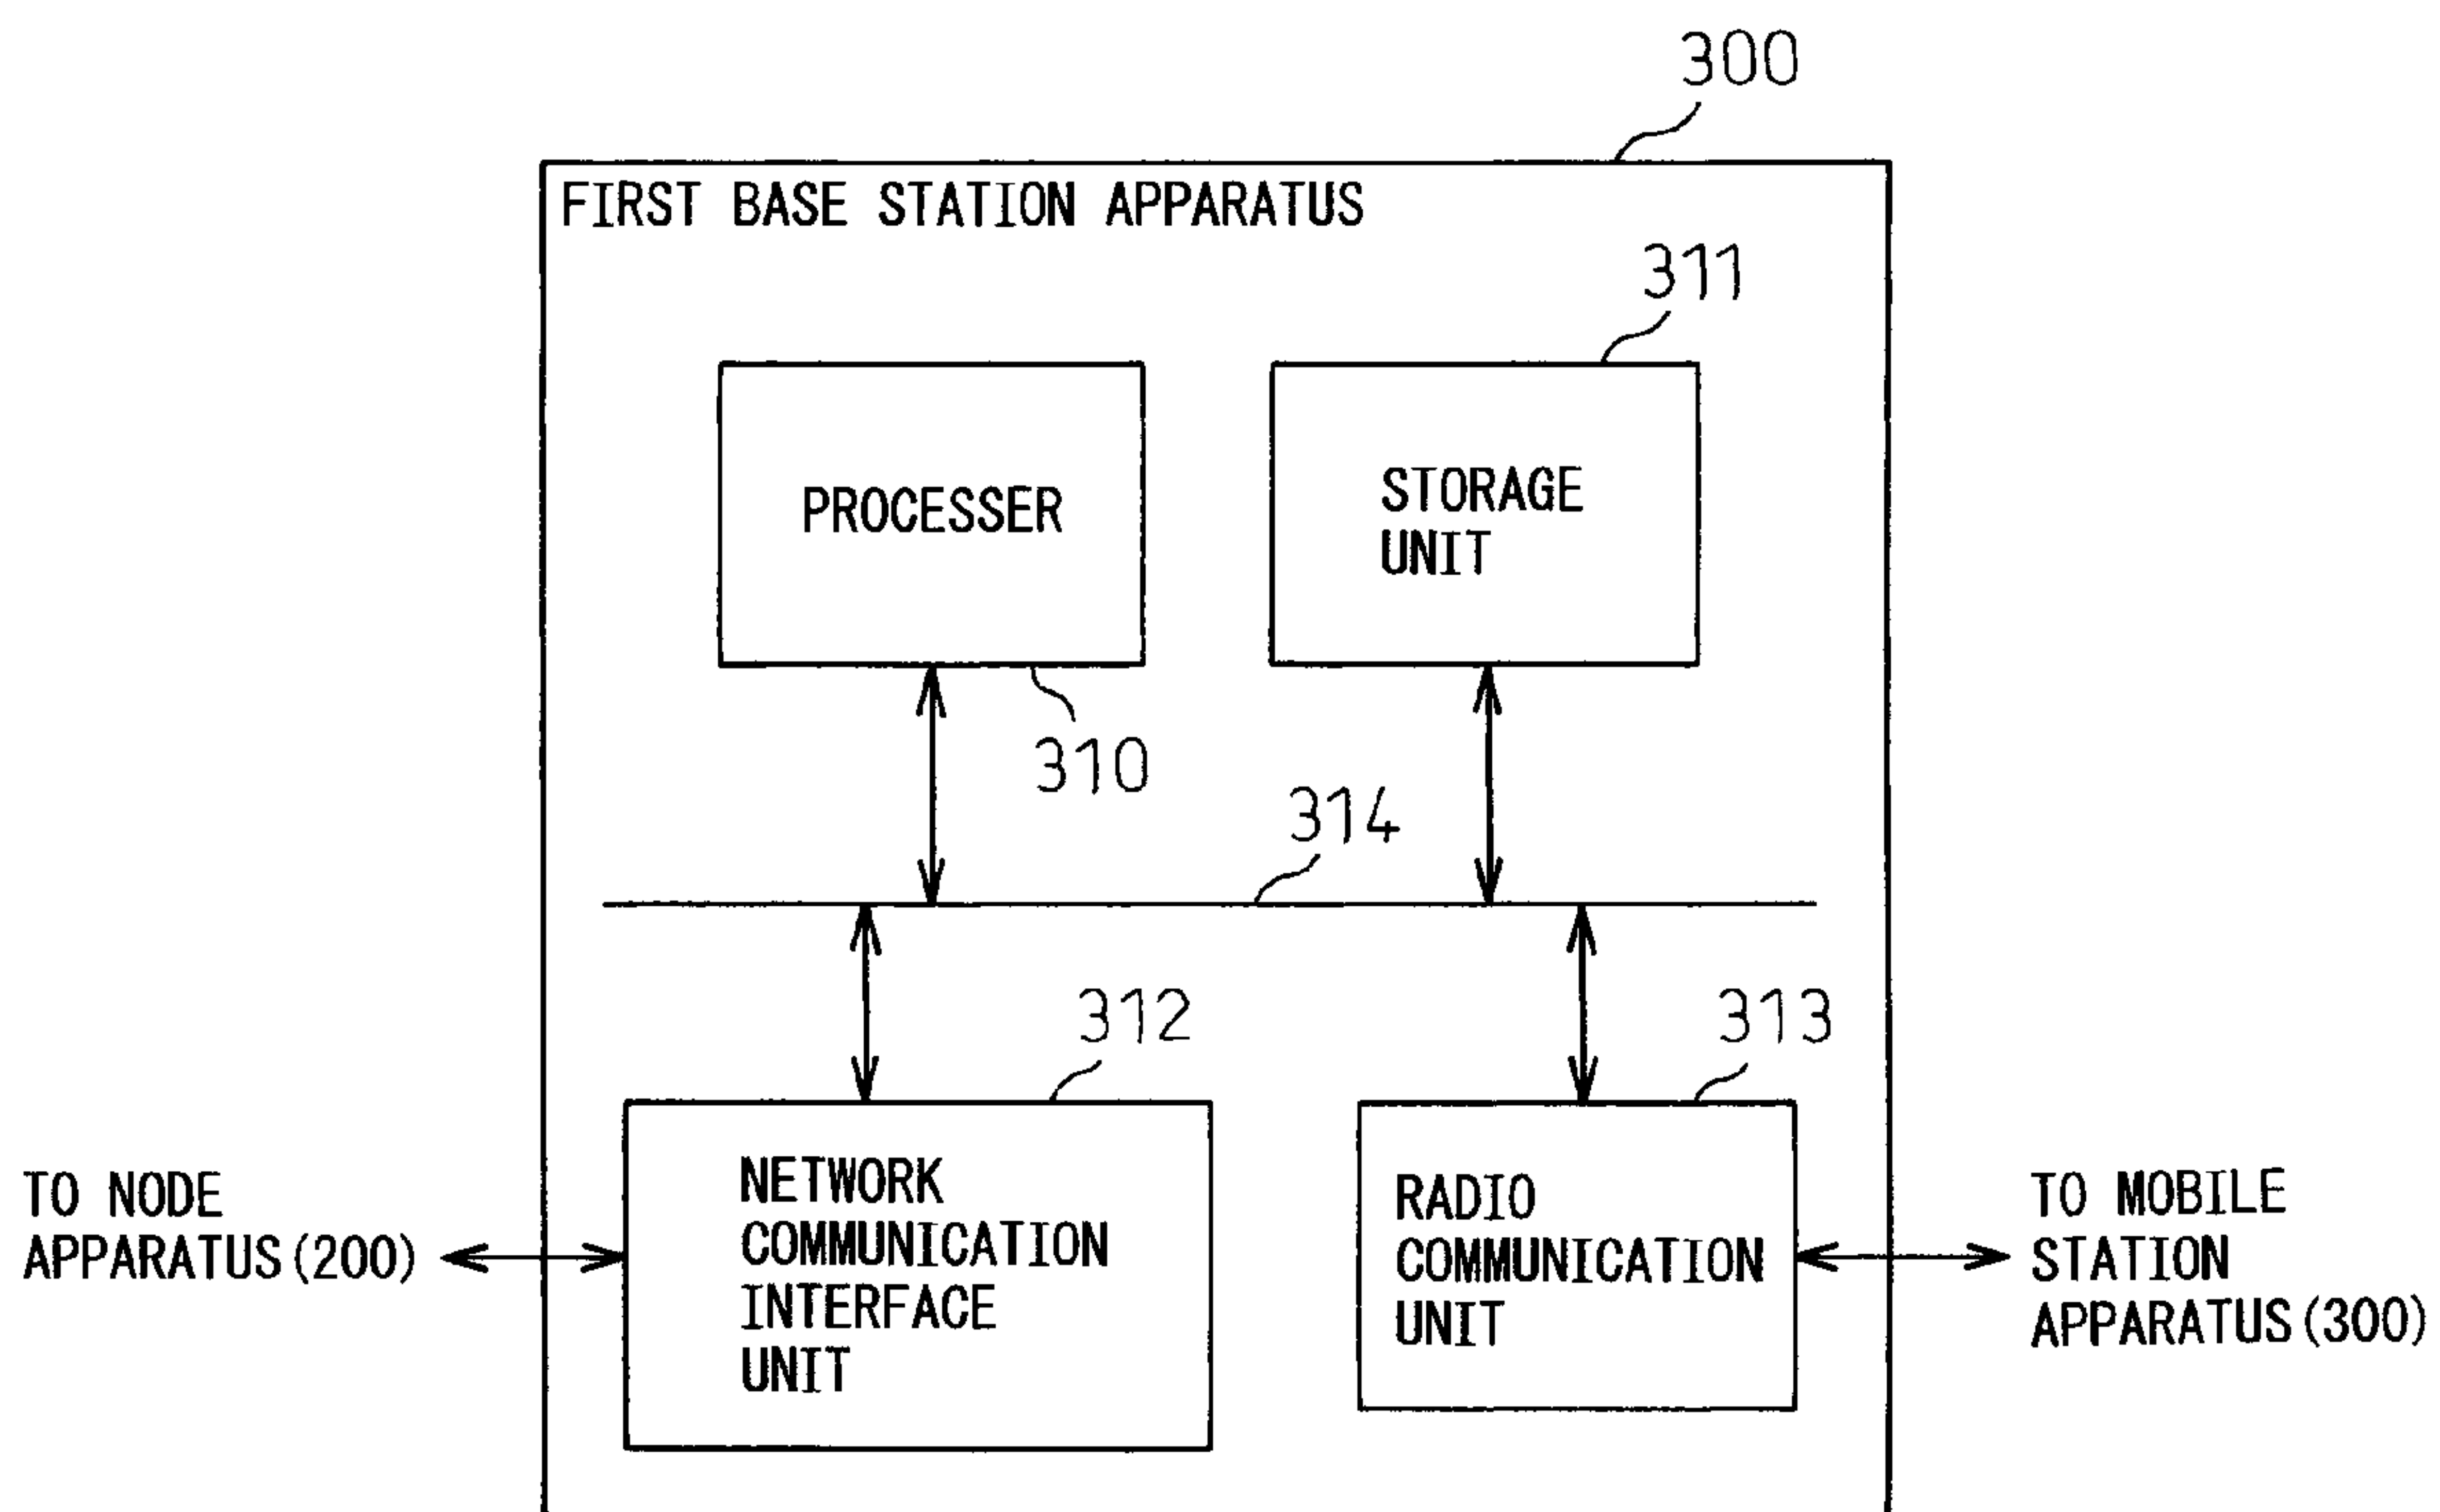 300
FIRST BASE STATION APPARATUS
311
PROCESSER
STORAGE
UNIT
310
314
312
313
TO NODE
APPARATUS(200)
NETWORK
COMMUNICATION
INTERFACE
UNIT
RADIO
COMMUNICATION
UNIT
TO MOBILE
STATION
APPARATUS(300)